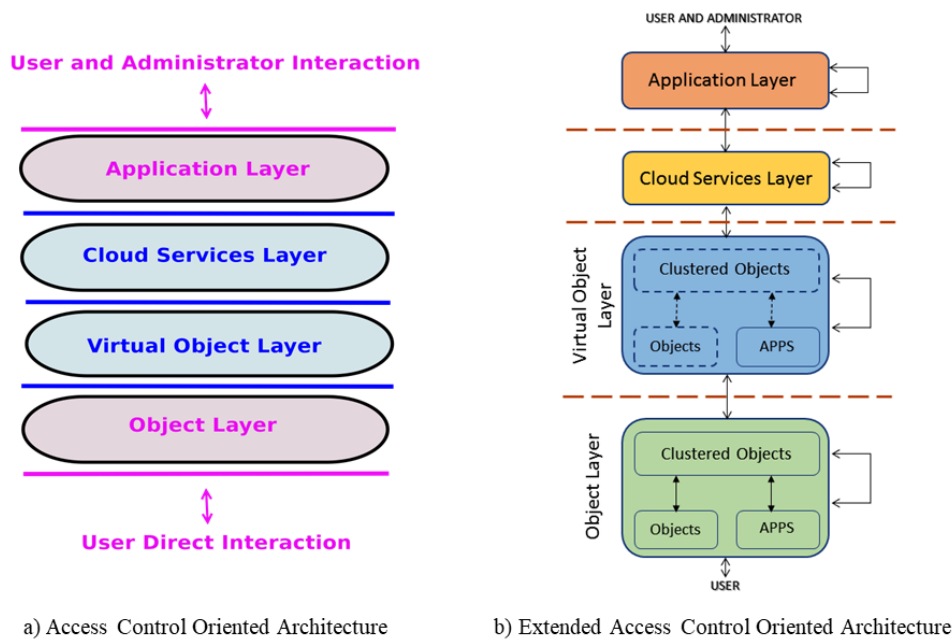 User and Administrator Interaction
Application Layer
Cloud Services Layer
Virtual Object Layer
Object Layer
User Direct Interaction
a) Access Control Oriented Architecture
USER AND ADMINISTRATOR
Application Layer
Cloud Services Layer
Virtual Object
Layer
Clustered Objects
Objects
APPS
Object Layer
Clustered Objects
Objects
APPS
USER
b) Extended Access Control Oriented Architecture